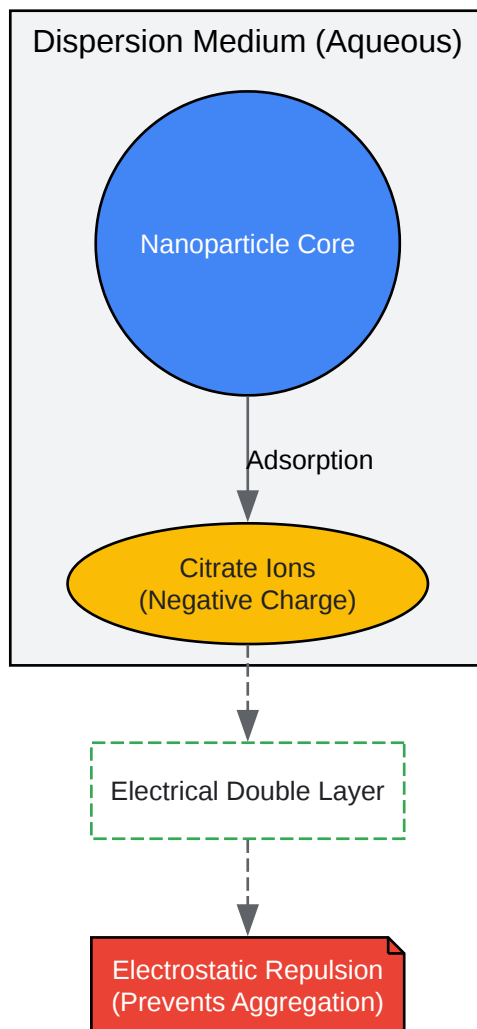 Dispersion Medium (Aqueous)
Nanoparticle Core
Adsorption
Citrate Ions
(Negative Charge)
Electrical Double Layer
Electrostatic Repulsion
(Prevents Aggregation)